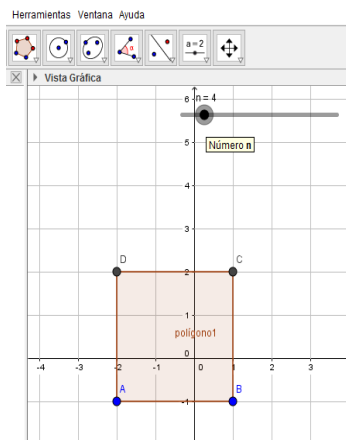 Herramientas Ventana Ayuda
α a=2
Vista Gráfica
n = 4
Número n
6
5
4
3
D C
2
1
polígono1
0
-4 -3 -2 -1 0 1 2 3
A B
-1